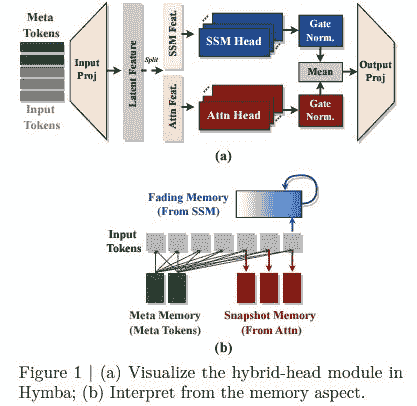 Meta
Tokens
Input
Proj
Latent Feature
Split
SSM Feat.
Attn Feat.
...
SSM Head
...
Attn Head
Gate
Norm.
Mean
Gate
Norm.
Output
Proj
Input
Tokens
(a)
Fading Memory
(From SSM)
Input
Tokens
Meta Memory
(Meta Tokens)
Snapshot Memory
(From Attn)
(b)
Figure 1 | (a) Visualize the hybrid-head module in
Hymba; (b) Interpret from the memory aspect.